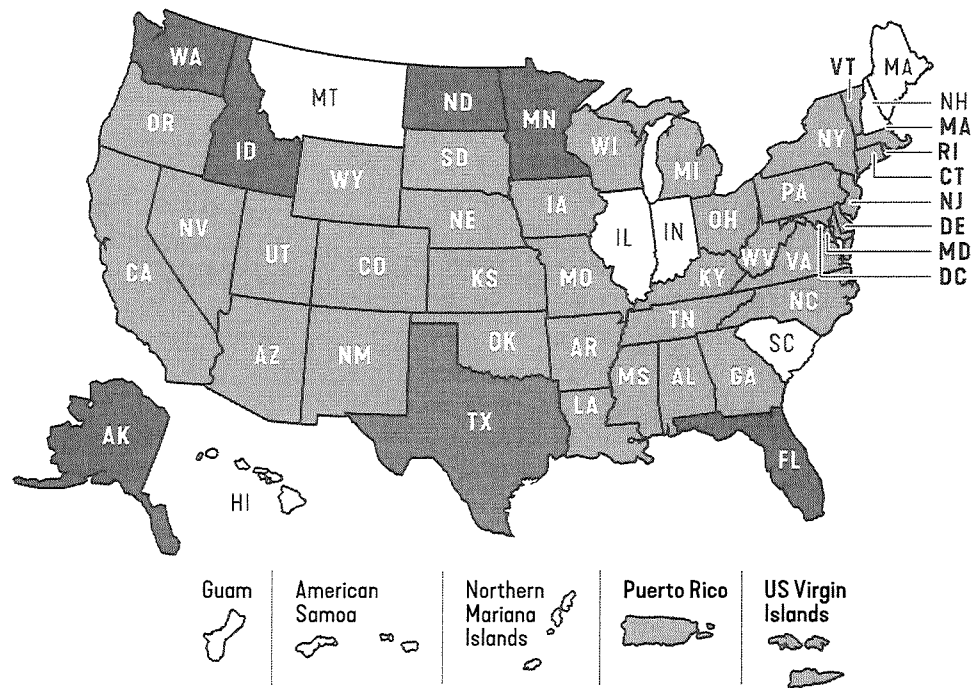 WA
MT
ND
MN
VT
MA
NH
MA
RI
CT
NJ
DE
MD
DC
OR
ID
WY
SD
WI
MI
NY
PA
NV
UT
CO
NE
IA
IL
IN
OH
WV
VA
CA
KS
MO
KY
NC
AZ
NM
OK
AR
TN
SC
MS
AL
GA
LA
TX
FL
AK
HI
Guam
American
Samoa
Northern
Mariana
Islands
Puerto Rico
US Virgin
Islands